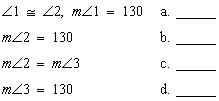 ∠1 ≅ ∠2, m∠1 = 130 a. ______
m∠2 = 130 b. ______
m∠2 = m∠3 c. ______
m∠3 = 130 d. ______